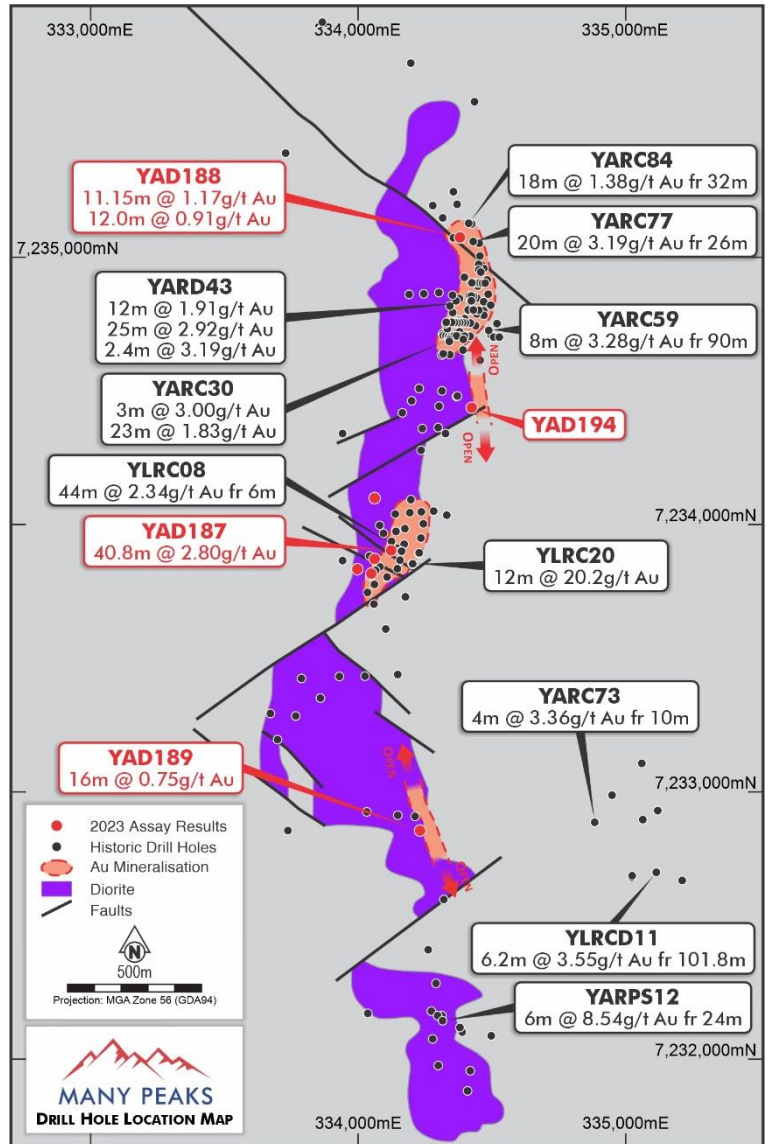 333,000mE
334,000mE
335,000mE
YARC84
18m @ 1.38g/t Au fr 32m
YAD188
11.15m @ 1.17g/t Au
12.0m @ 0.91g/t Au
YARC77
20m @ 3.19g/t Au fr 26m
7,235,000mN
YARD43
12m @ 1.91g/t Au
25m @ 2.92g/t Au
2.4m @ 3.19g/t Au
YARC59
8m @ 3.28g/t Au fr 90m
OPEN
YARC30
3m @ 3.00g/t Au
23m @ 1.83g/t Au
YAD194
OPEN
YLRC08
44m @ 2.34g/t Au fr 6m
7,234,000mN
YAD187
40.8m @ 2.80g/t Au
YLRC20
12m @ 20.2g/t Au
YARC73
4m @ 3.36g/t Au fr 10m
YAD189
16m @ 0.75g/t Au
OPEN
7,233,000mN
OPEN
2023 Assay Results
Historic Drill Holes
Au Mineralisation
Diorite
Faults
N
500m
Projection: MGA Zone 56 (GDA94)
YLRCD11
6.2m @ 3.55g/t Au fr 101.8m
YARPS12
6m @ 8.54g/t Au fr 24m
7,232,000mN
MANY PEAKS
DRILL HOLE LOCATION MAP
334,000mE
335,000mE